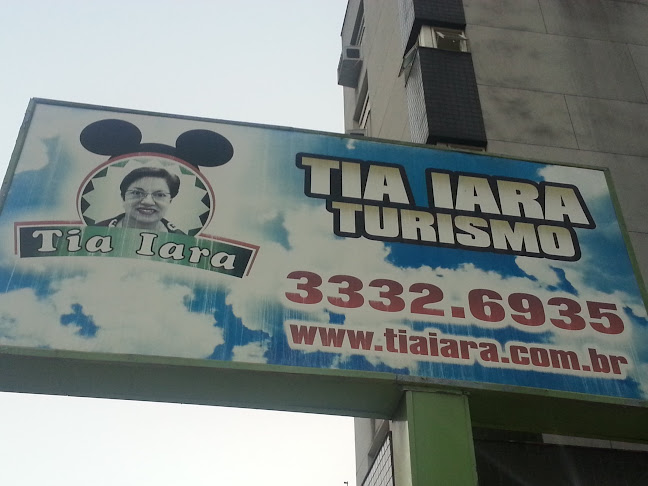 Tia Iara
TIA IARA
TURISMO
3332.6935
www.tiaiara.com.br